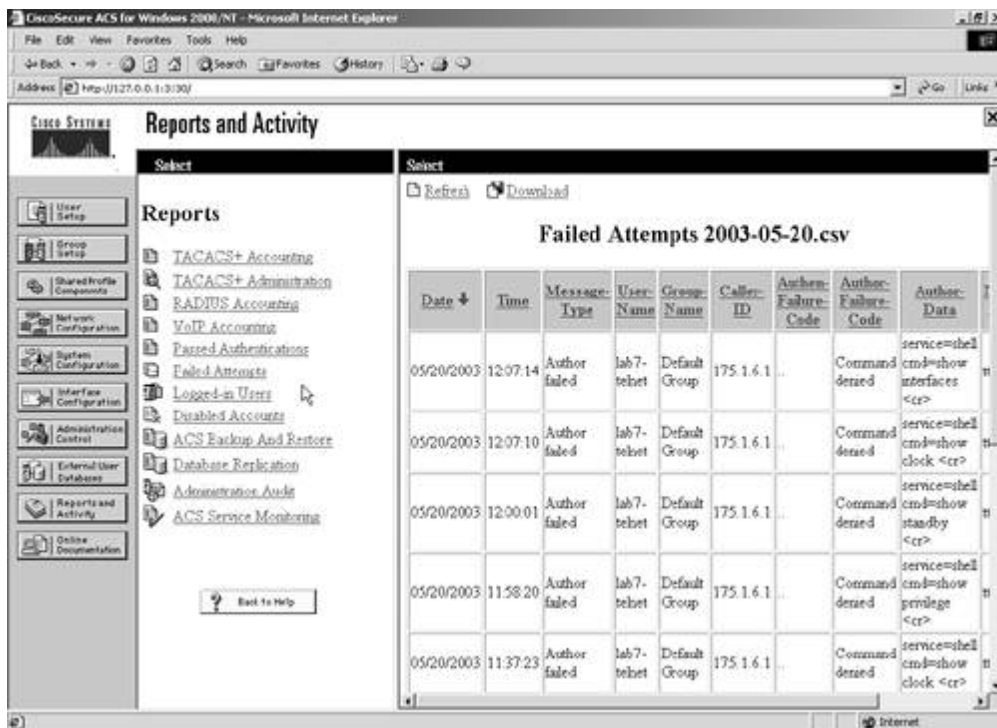 CiscoSecure ACS for Windows 2000/NT - Microsoft Internet Explorer
File Edit View Favorites Tools Help
Back Search Favorites History
Address http://127.0.0.1:3130/ Go Links
CISCO SYSTEMS
Reports and Activity
Select
Select
User Setup
Group Setup
Shared Profile Components
Network Configuration
System Configuration
Interface Configuration
Administration Control
External User Databases
Reports and Activity
Online Documentation
Reports
TACACS+ Accounting
TACACS+ Administration
RADIUS Accounting
VoIP Accounting
Passed Authentications
Failed Attempts
Logged-in Users
Disabled Accounts
ACS Backup And Restore
Database Replication
Administration Audit
ACS Service Monitoring
Back to Help
Refresh Download
Failed Attempts 2003-05-20.csv
Date Time Message-Type User-Name Group-Name Caller-ID Authen-Failure-Code Author-Failure-Code Author-Data
05/20/2003 12:07:14 Author failed lab7-telnet Default Group 175.1.6.1 .. Command denied service=shell cmd=show interfaces <cr>
05/20/2003 12:07:10 Author failed lab7-telnet Default Group 175.1.6.1 .. Command denied service=shell cmd=show clock <cr>
05/20/2003 12:00:01 Author failed lab7-telnet Default Group 175.1.6.1 .. Command denied service=shell cmd=show standby <cr>
05/20/2003 11:58:20 Author failed lab7-telnet Default Group 175.1.6.1 .. Command denied service=shell cmd=show privilege <cr>
05/20/2003 11:37:23 Author failed lab7-telnet Default Group 175.1.6.1 .. Command denied service=shell cmd=show clock <cr>
Internet